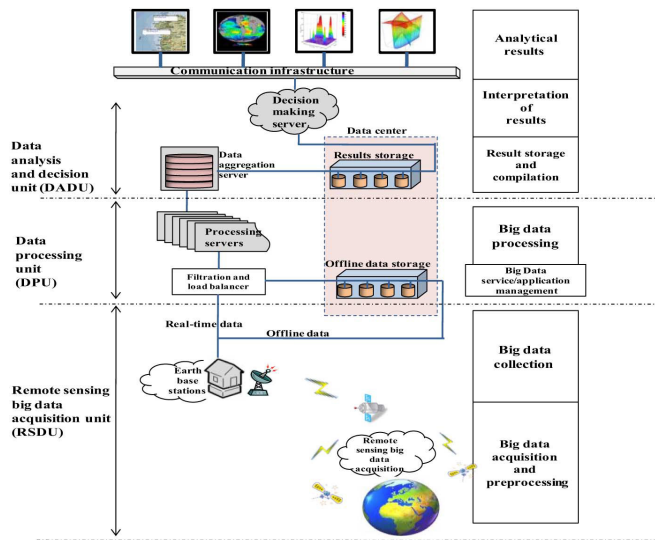 Communication infrastructure
Decision
making
server
Data center
Data
aggregation
server
Results storage
Data
analysis
and decision
unit (DADU)
Processing
servers
Offline data storage
Filtration and
load balancer
Data
processing
unit
(DPU)
Real-time data
Offline data
Earth
base
stations
Remote sensing
big data
acquisition unit
(RSDU)
Remote
sensing big
data
acquisition
Analytical
results
Interpretation
of
results
Result storage
and
compilation
Big data
processing
Big Data
service/application
management
Big data
collection
Big data
acquisition
and
preprocessing